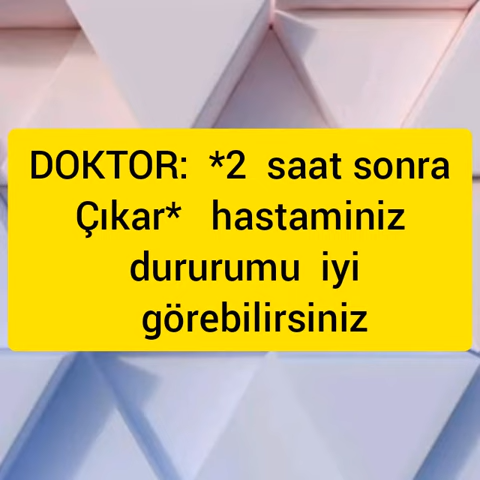 DOKTOR: *2 saat sonra
Çıkar* hastaminiz
dururumu iyi
görebilirsiniz